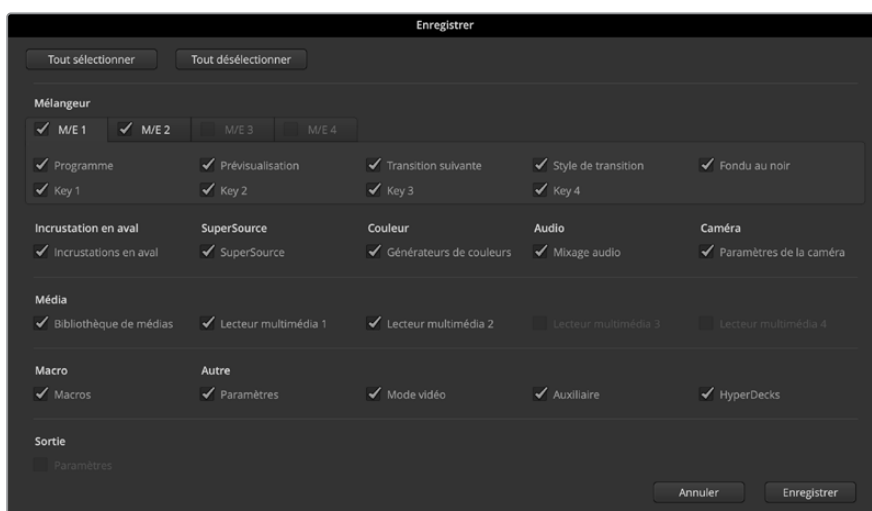 Enregistrer
Tout sélectionner Tout désélectionner
Mélangeur
M/E 1 M/E 2 M/E 3 M/E 4
Programme Prévisualisation Transition suivante Style de transition Fondu au noir
Key 1 Key 2 Key 3 Key 4
Incrustation en aval SuperSource Couleur Audio Caméra
Incrustations en aval SuperSource Générateurs de couleurs Mixage audio Paramètres de la caméra
Média
Bibliothèque de médias Lecteur multimédia 1 Lecteur multimédia 2 Lecteur multimédia 3 Lecteur multimédia 4
Macro Autre
Macros Paramètres Mode vidéo Auxiliaire HyperDecks
Sortie
Paramètres
Annuler Enregistrer